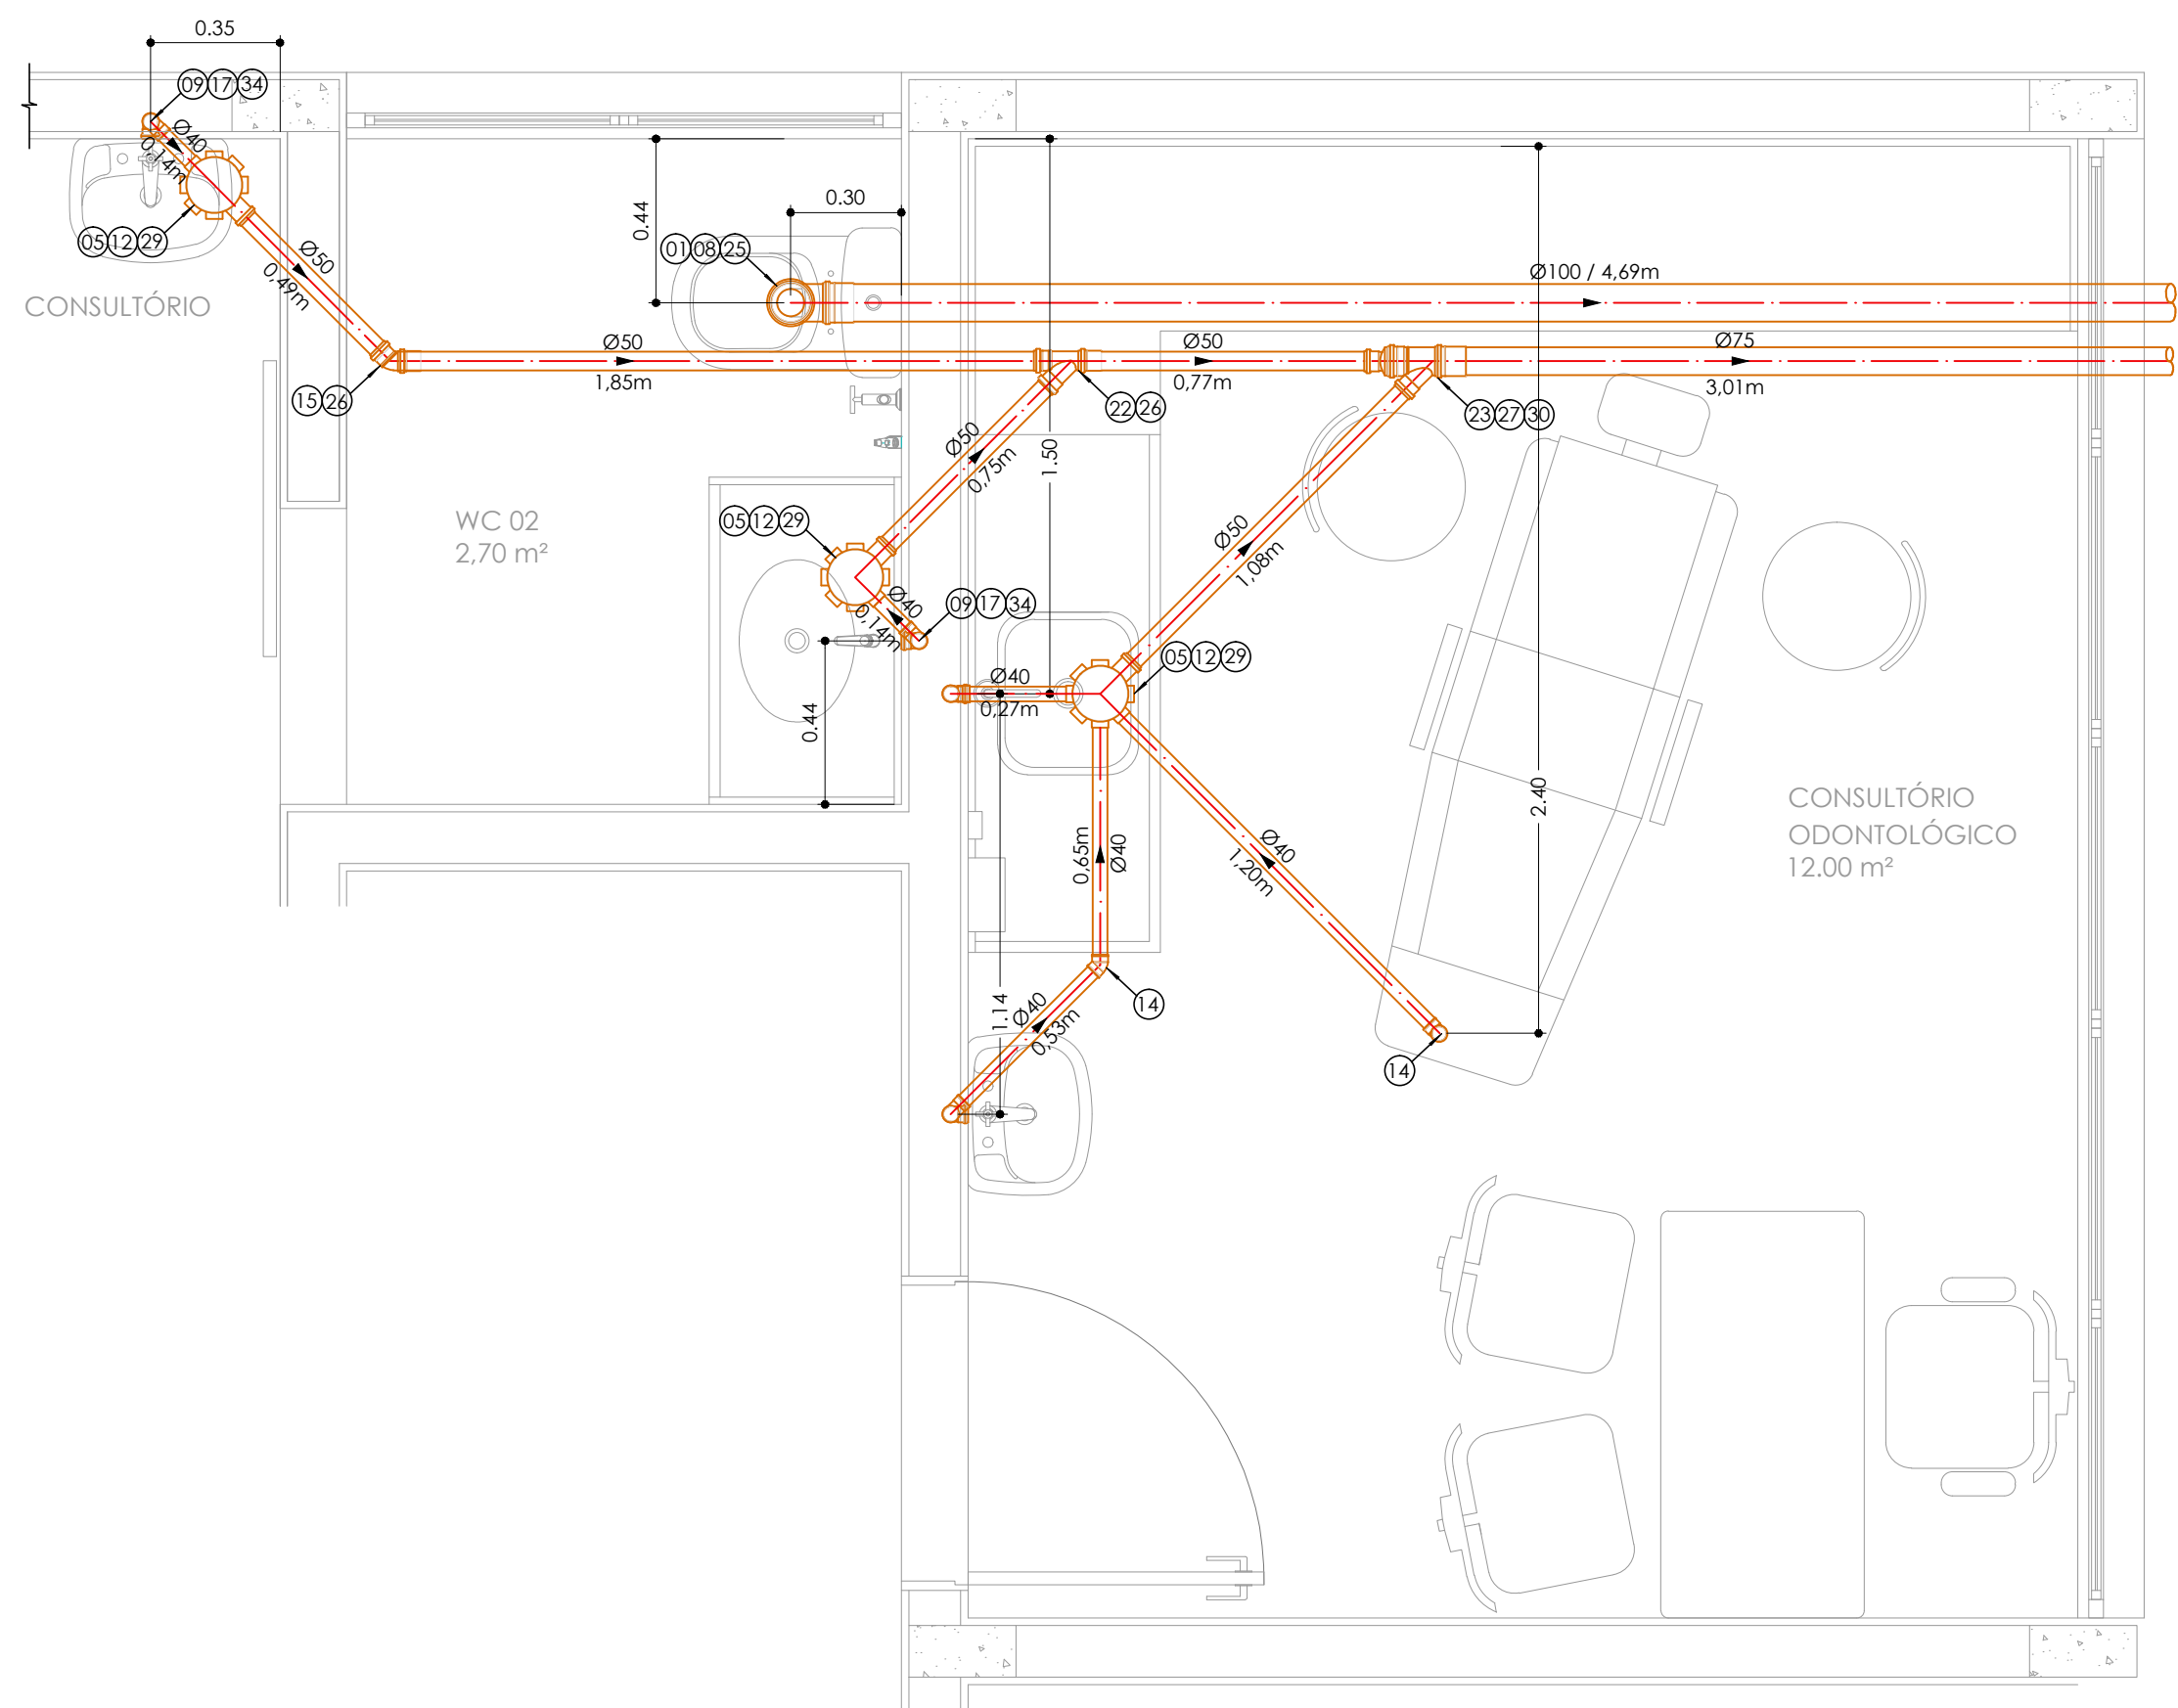 0.35
09 17 34
Ø40
0,14m
05 12 29
Ø50
0,49m
CONSULTÓRIO
0.44
0.30
01 08 25
Ø100 / 4,69m
Ø50
1,85m
Ø50
0,77m
Ø75
3,01m
15 26
22 26
23 27 30
Ø50
0,75m
1.50
WC 02
2,70 m²
05 12 29
Ø50
1,08m
Ø40
0,14m
09 17 34
05 12 29
Ø40
0,27m
0.44
2.40
CONSULTÓRIO
ODONTOLÓGICO
12.00 m²
0,65m
Ø40
Ø40
1,20m
14
1.14
Ø40
0,53m
14